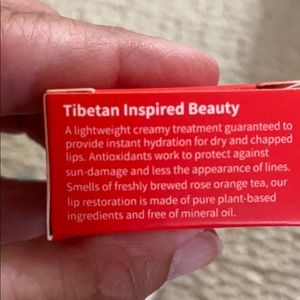 Tibetan Inspired Beauty
A lightweight creamy treatment guaranteed to
provide instant hydration for dry and chapped
lips. Antioxidants work to protect against
sun-damage and less the appearance of lines.
Smells of freshly brewed rose orange tea, our
lip restoration is made of pure plant-based
ingredients and free of mineral oil.